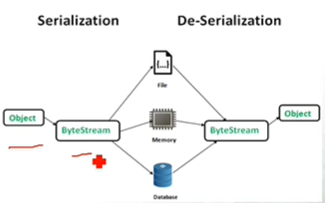 Serialization
De-Serialization
{...}
File
Object
ByteStream
Memory
ByteStream
Object
Database